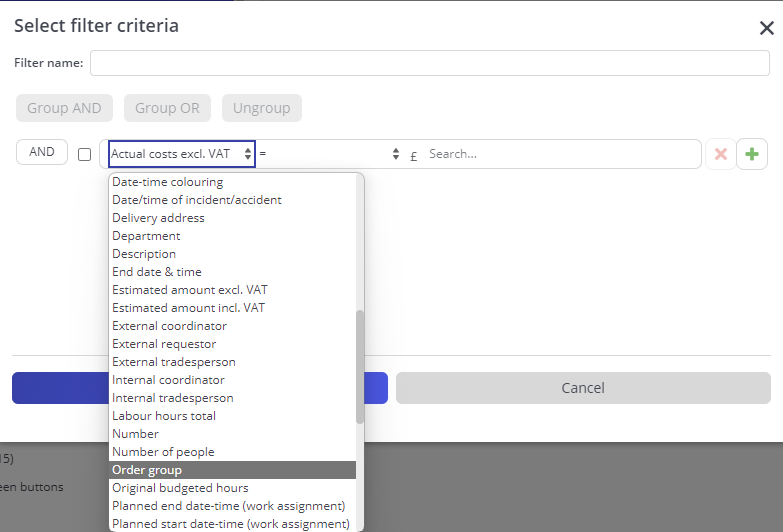 Select filter criteria
Filter name:
Group AND Group OR Ungroup
AND Actual costs excl. VAT = £ Search...
Date-time colouring
Date/time of incident/accident
Delivery address
Department
Description
End date & time
Estimated amount excl. VAT
Estimated amount incl. VAT
External coordinator
External requestor
External tradesperson
Internal coordinator
Cancel
Internal tradesperson
Labour hours total
Number
Number of people
15)
Order group
een buttons
Original budgeted hours
Planned end date-time (work assignment)
Planned start date-time (work assignment)